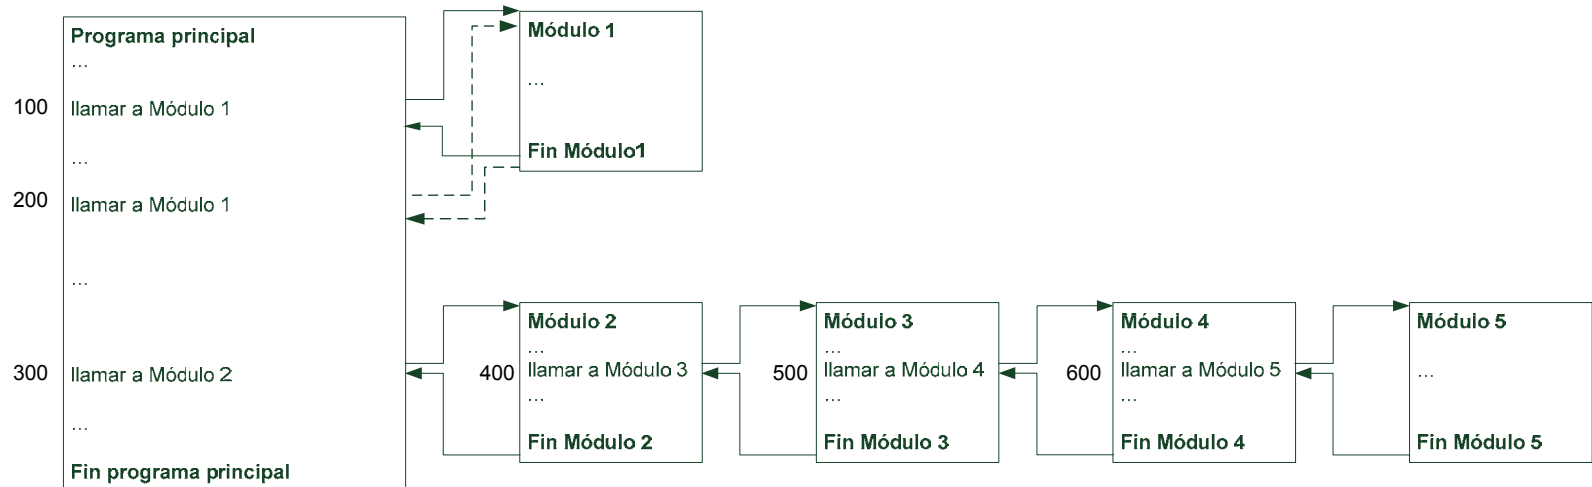 Programa principal
...
100 llamar a Módulo 1
...
200 llamar a Módulo 1
...
300 llamar a Módulo 2
...
Fin programa principal
Módulo 1
...
Fin Módulo1
Módulo 2
...
400 llamar a Módulo 3
...
Fin Módulo 2
Módulo 3
...
500 llamar a Módulo 4
...
Fin Módulo 3
Módulo 4
...
600 llamar a Módulo 5
...
Fin Módulo 4
Módulo 5
...
Fin Módulo 5